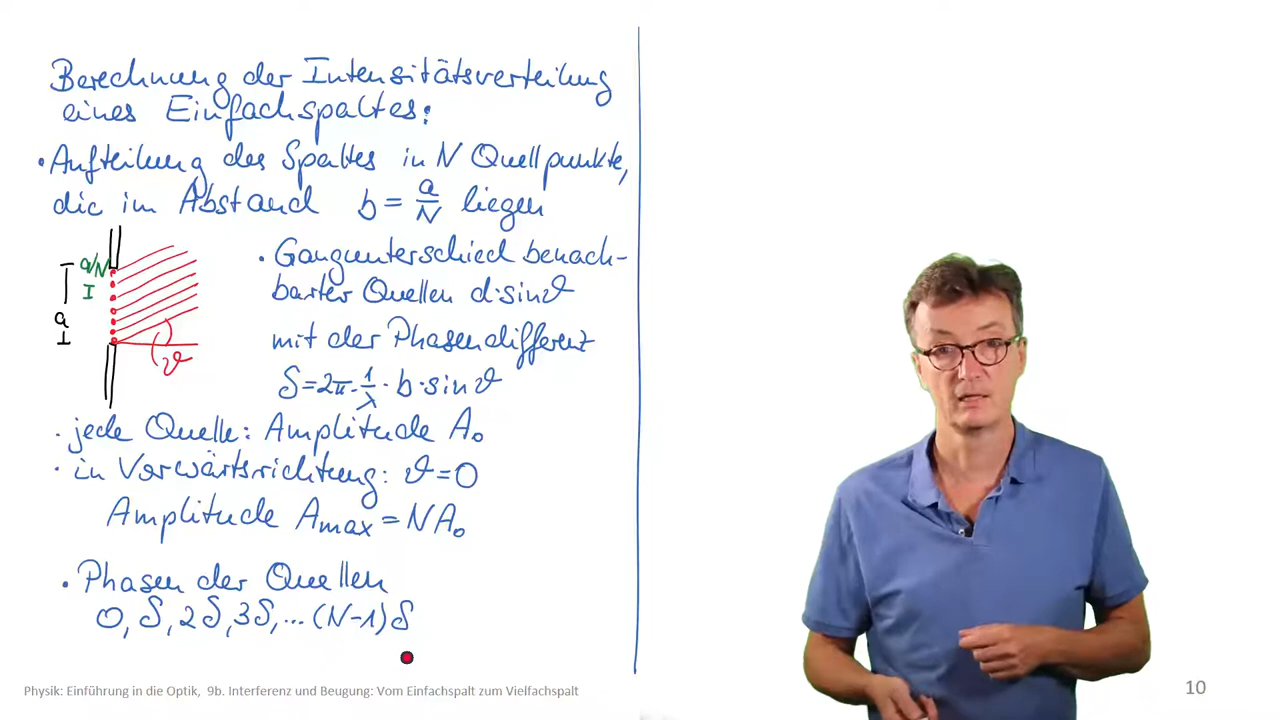 Berechnung der Intensitätsverteilung
eines Einfachspaltes:
• Aufteilung des Spaltes in N Quellpunkte,
die im Abstand b = a/N liegen
a/N
I
a
ϑ
• Gangunterschied benach-
barter Quellen d·sinϑ
mit der Phasendifferenz
δ = 2π · 1/λ · b · sinϑ
· jede Quelle: Amplitude A₀
· in Vorwärtsrichtung: ϑ = 0
Amplitude Amax = NA₀
• Phasen der Quellen
0, δ, 2δ, 3δ, ... (N-1)δ
Physik: Einführung in die Optik, 9b. Interferenz und Beugung: Vom Einfachspalt zum Vielfachspalt
10